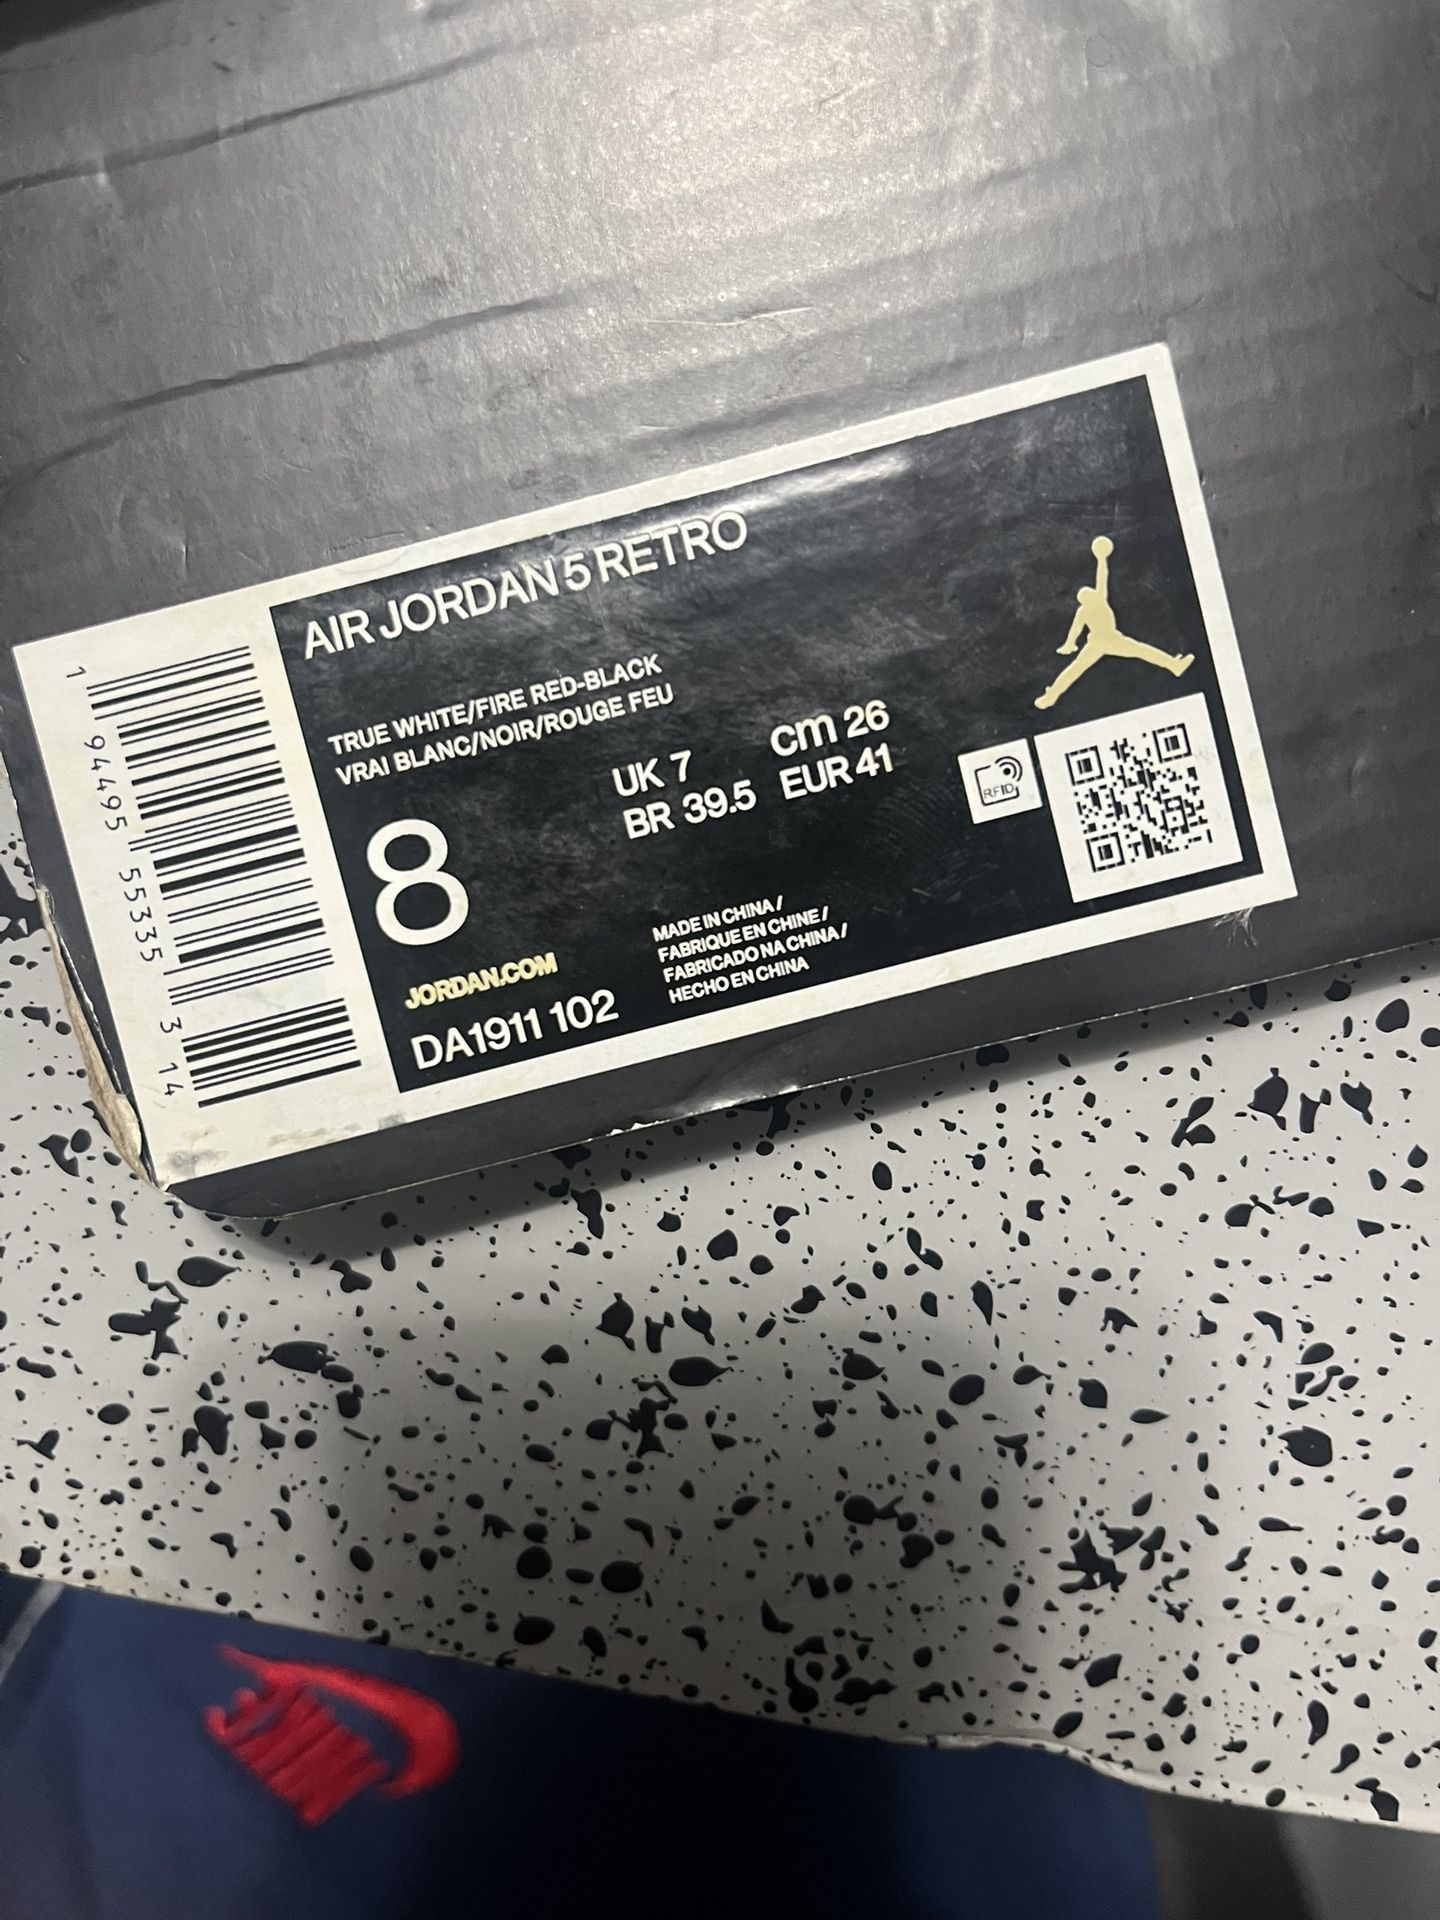 AIR JORDAN 5 RETRO
TRUE WHITE/FIRE RED-BLACK
VRAI BLANC/NOIR/ROUGE FEU
8
UK 7
cm 26
BR 39.5
EUR 41
JORDAN.COM
DA1911 102
MADE IN CHINA /
FABRIQUE EN CHINE /
FABRICADO NA CHINA /
HECHO EN CHINA
RFID
1 94495 55335 3 14